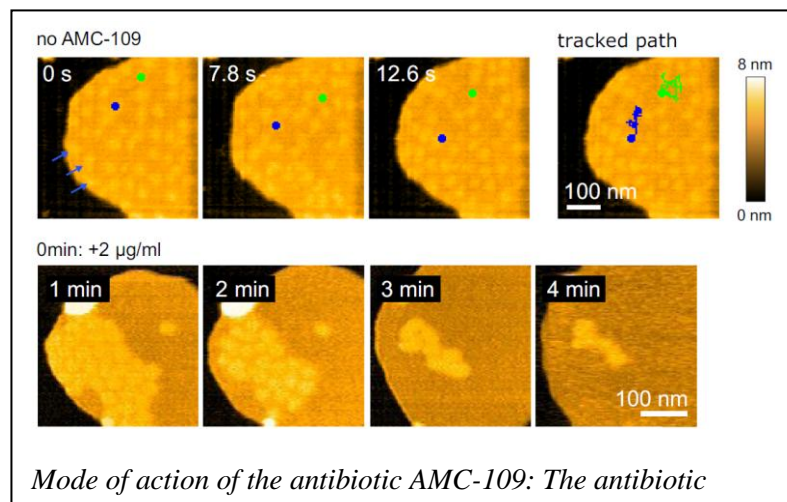 no AMC-109
tracked path
0 s
7.8 s
12.6 s
8 nm
100 nm
0 nm
0min: +2 µg/ml
1 min
2 min
3 min
4 min
100 nm
Mode of action of the antibiotic AMC-109: The antibiotic